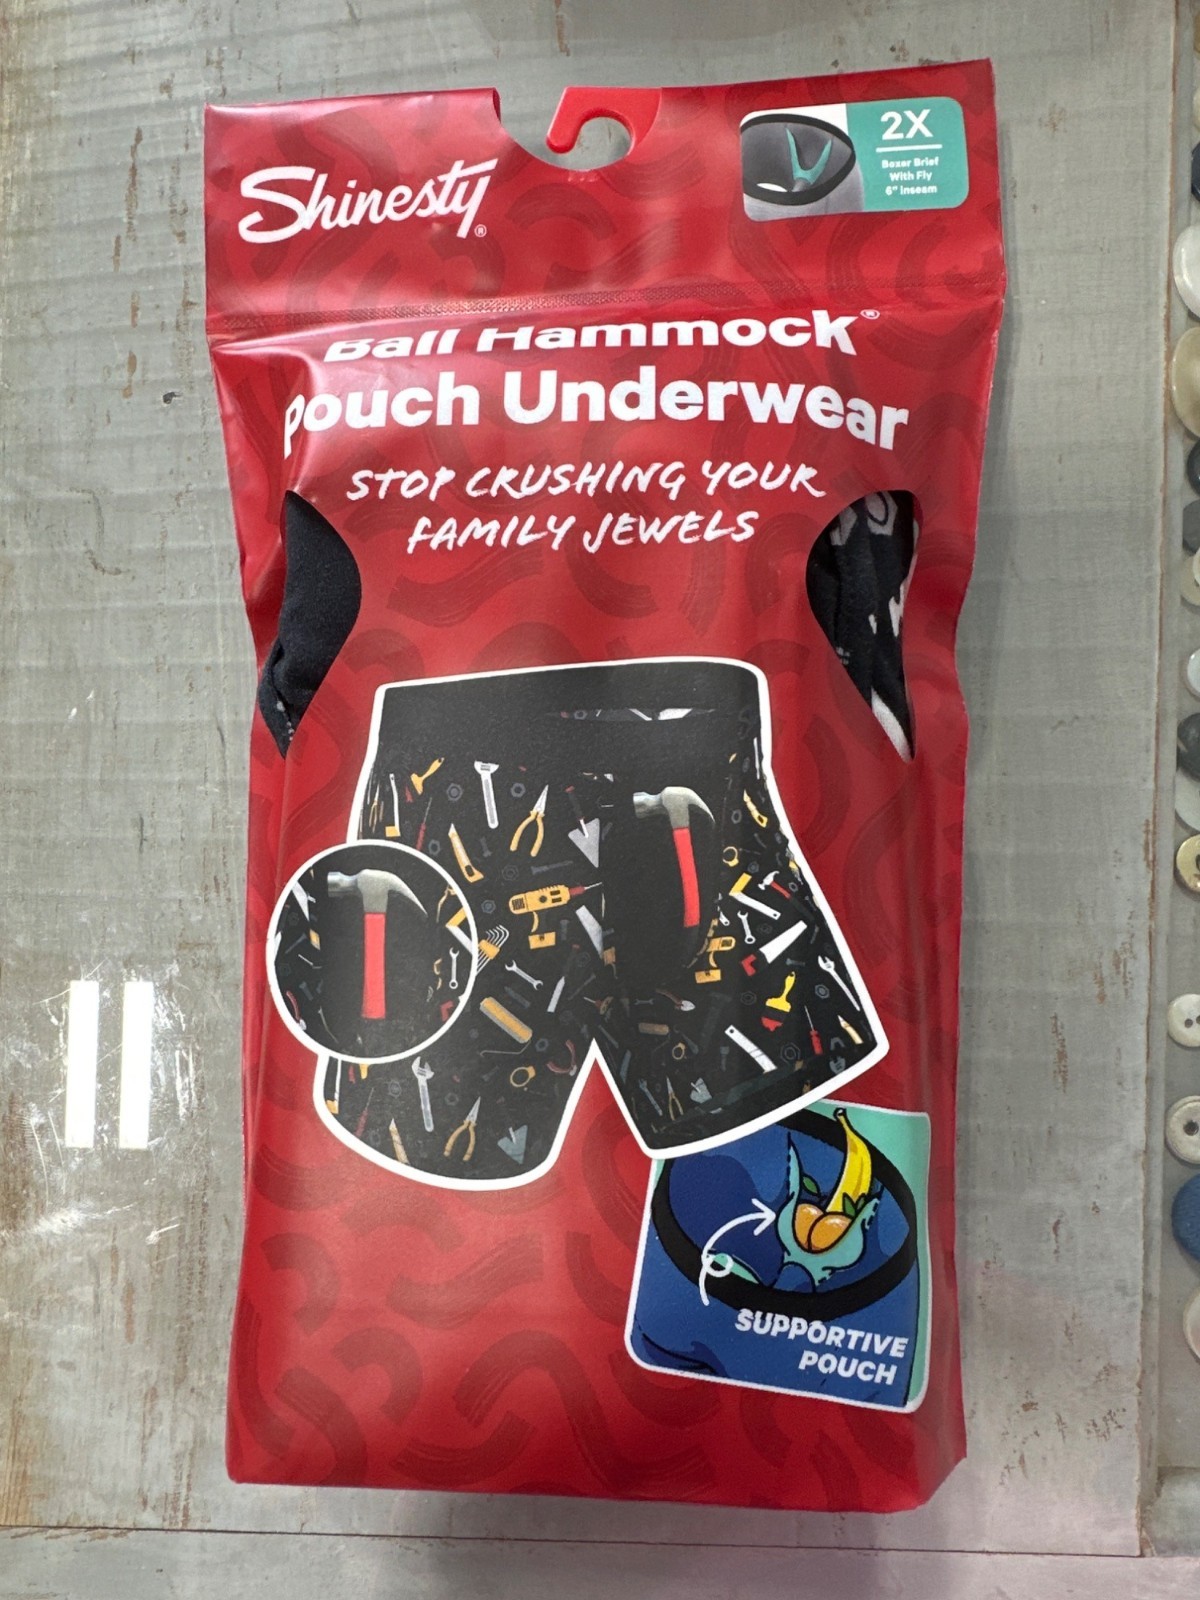 Shinesty®
2X
Boxer Brief
With Fly
6" Inseam
Ball Hammock®
Pouch Underwear
STOP CRUSHING YOUR
FAMILY JEWELS
SUPPORTIVE
POUCH